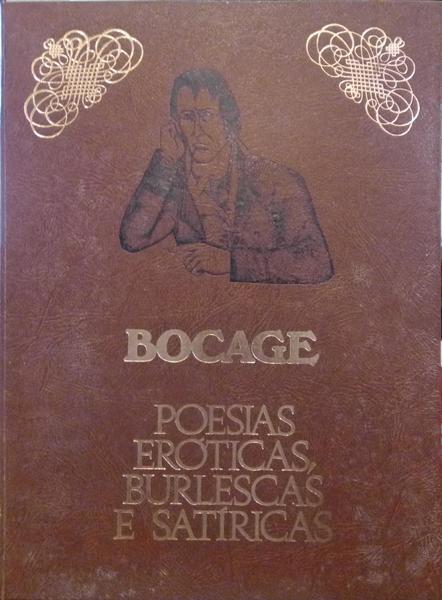 BOCAGE
POESIAS
ERÓTICAS,
BURLESCAS
E SATÍRICAS